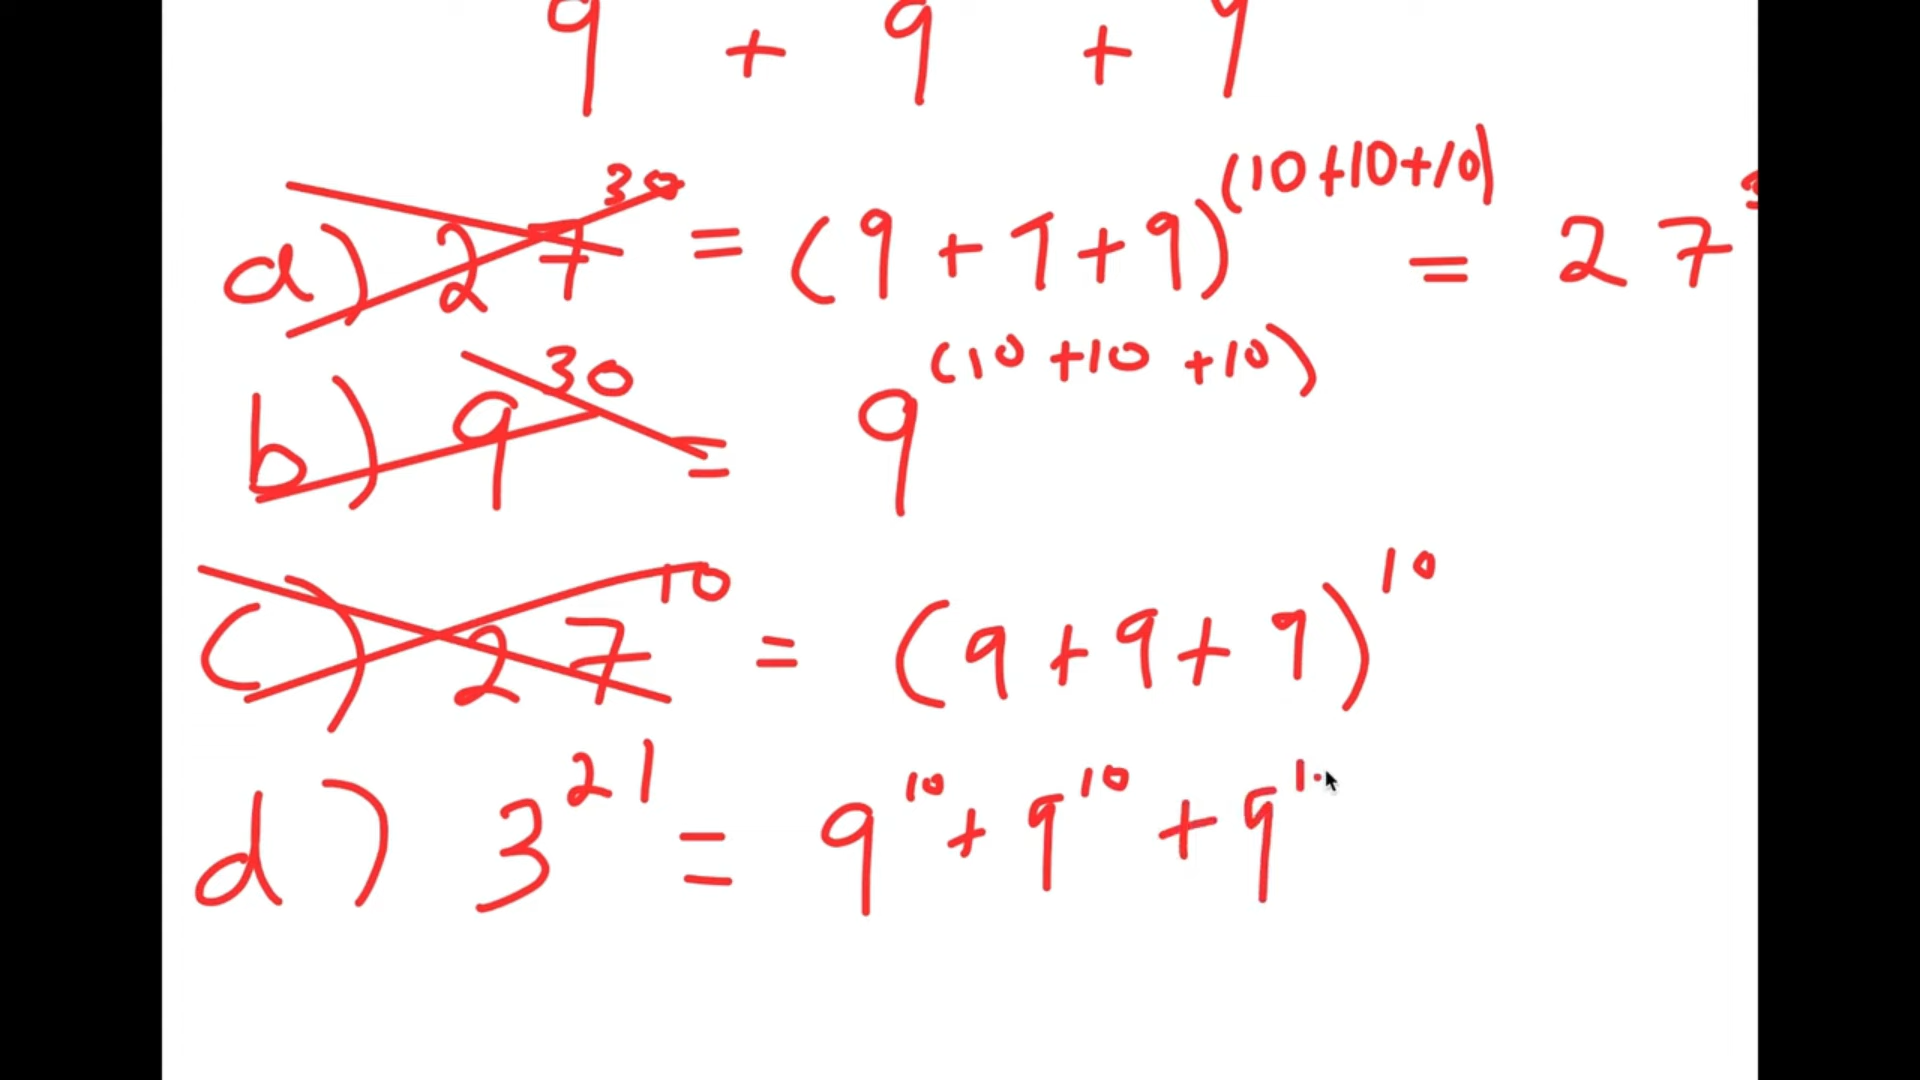 9 + 9 + 9
a) 27^30 = (9 + 9 + 9)^(10+10+10) = 27
b) 9^30 = 9^(10+10+10)
c) 27^10 = (9 + 9 + 9)^10
d) 3^21 = 9^10 + 9^10 + 9^1.